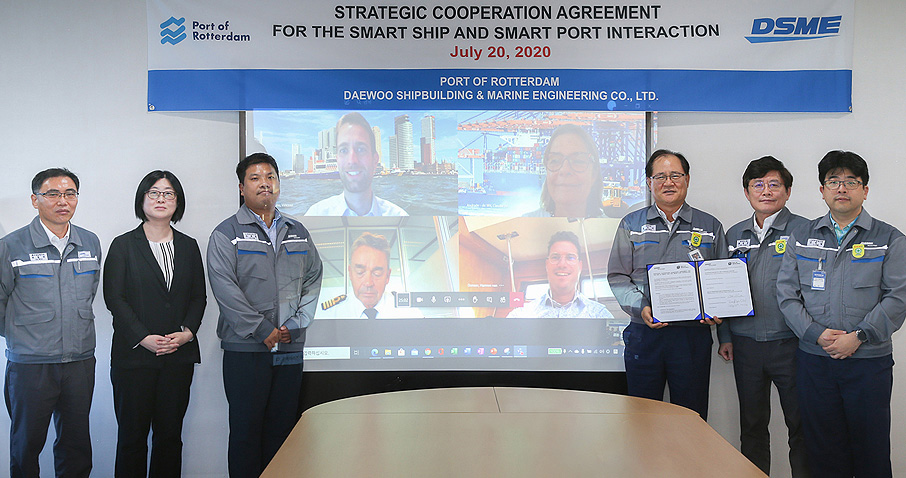 Port of
Rotterdam
STRATEGIC COOPERATION AGREEMENT
FOR THE SMART SHIP AND SMART PORT INTERACTION
July 20, 2020
DSME
PORT OF ROTTERDAM
DAEWOO SHIPBUILDING & MARINE ENGINEERING CO., LTD.